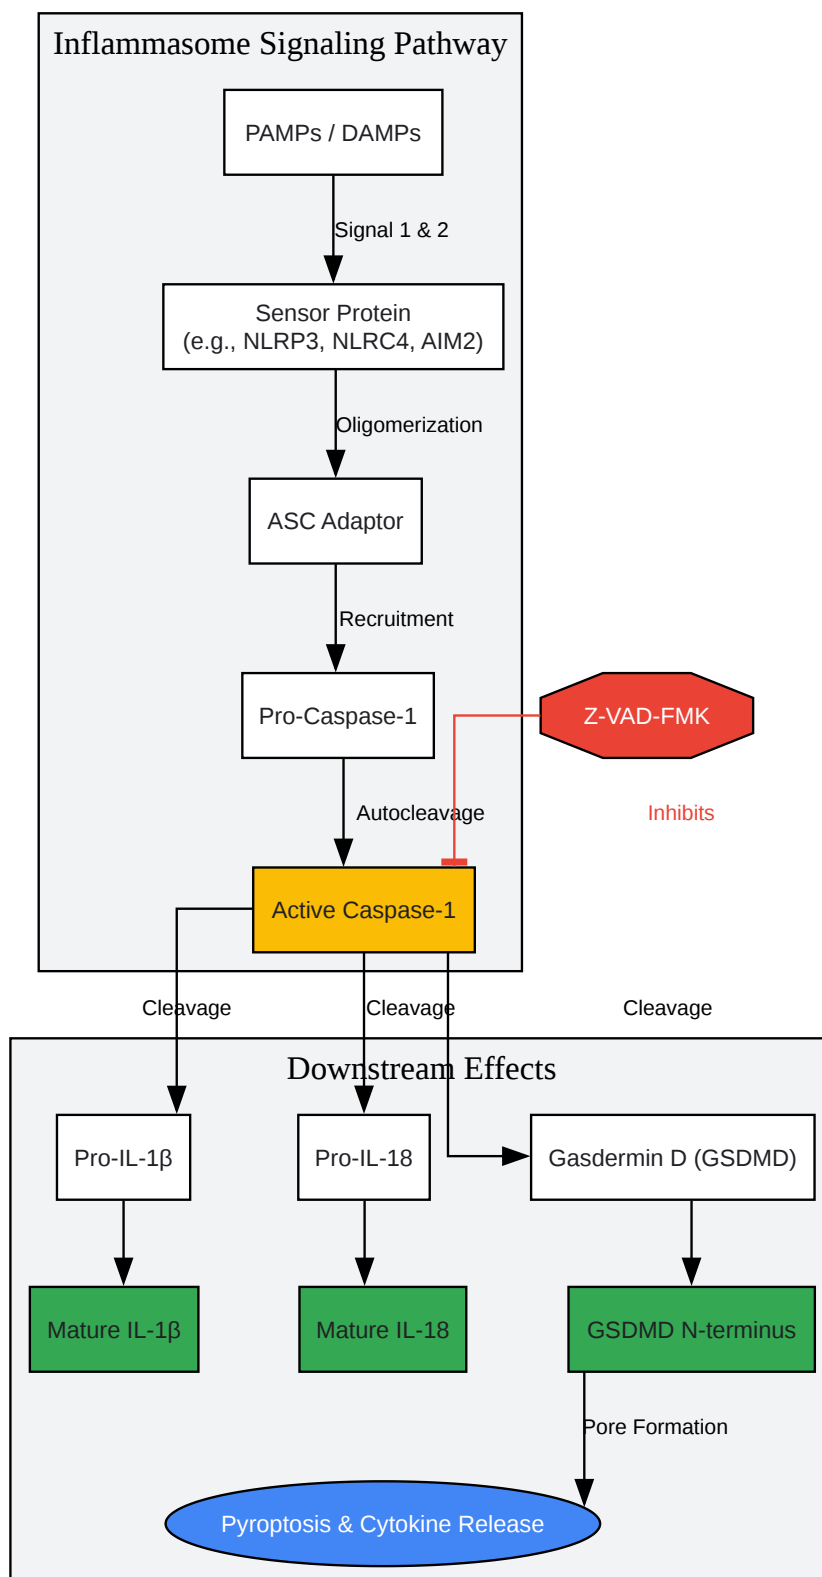 Inflammasome Signaling Pathway
PAMPs / DAMPs
Signal 1 & 2
Sensor Protein
(e.g., NLRP3, NLRC4, AIM2)
Oligomerization
ASC Adaptor
Recruitment
Pro-Caspase-1
Z-VAD-FMK
Autocleavage
Inhibits
Active Caspase-1
Cleavage
Cleavage
Cleavage
Downstream Effects
Pro-IL-1β
Pro-IL-18
Gasdermin D (GSDMD)
Mature IL-1β
Mature IL-18
GSDMD N-terminus
Pore Formation
Pyroptosis & Cytokine Release